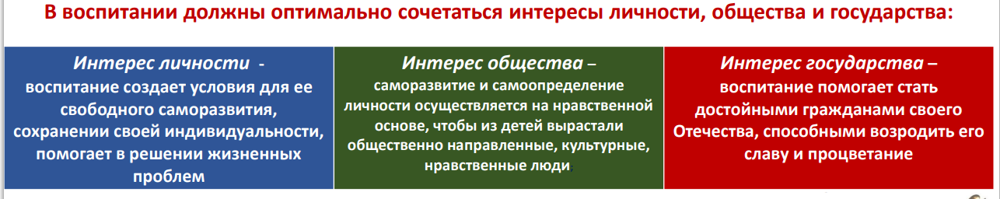 В воспитании должны оптимально сочетаться интересы личности, общества и государства:
Интерес личности -
воспитание создает условия для ее
свободного саморазвития,
сохранении своей индивидуальности,
помогает в решении жизненных
проблем
Интерес общества –
саморазвитие и самоопределение
личности осуществляется на нравственной
основе, чтобы из детей вырастали
общественно направленные, культурные,
нравственные люди;
Интерес государства –
воспитание помогает стать
достойными гражданами своего
Отечества, способными возродить его
славу и процветание